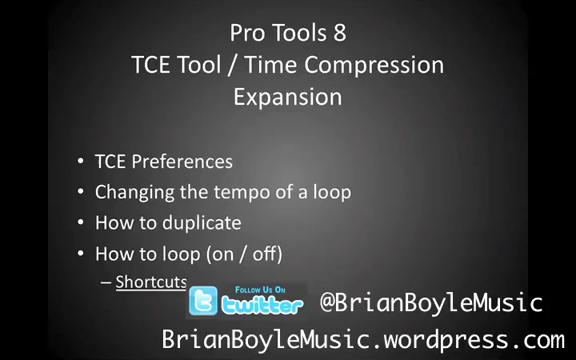 Pro Tools 8
TCE Tool / Time Compression
Expansion
• TCE Preferences
• Changing the tempo of a loop
• How to duplicate
• How to loop (on / off)
– Shortcuts
FOLLOW US ON
twitter
@BrianBoyleMusic
BrianBoyleMusic.wordpress.com